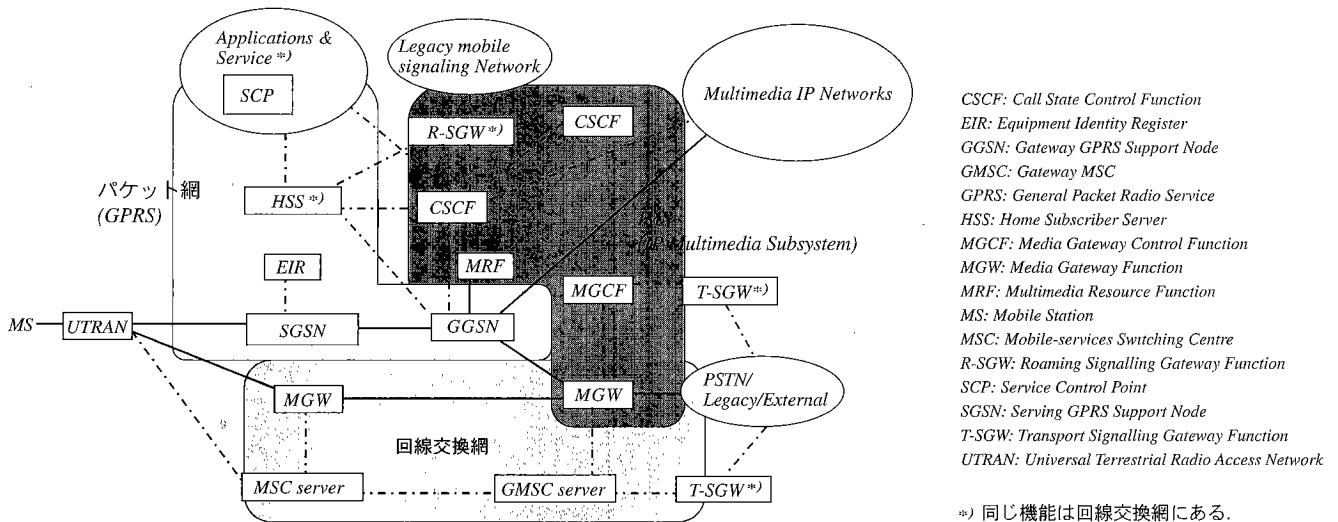 Applications &
Service *)
SCP
Legacy mobile
signaling Network
Multimedia IP Networks
R-SGW*)
CSCF
パケット網
(GPRS)
HSS *)
CSCF
Multimedia Subsystem)
EIR
MRF
MGCF
T-SGW*)
MS
UTRAN
SGSN
GGSN
MGW
MGW
PSTN/
Legacy/External
回線交換網
MSC server
GMSC server
T-SGW*)
CSCF: Call State Control Function
EIR: Equipment Identity Register
GGSN: Gateway GPRS Support Node
GMSC: Gateway MSC
GPRS: General Packet Radio Service
HSS: Home Subscriber Server
MGCF: Media Gateway Control Function
MGW: Media Gateway Function
MRF: Multimedia Resource Function
MS: Mobile Station
MSC: Mobile-services Switching Centre
R-SGW: Roaming Signalling Gateway Function
SCP: Service Control Point
SGSN: Serving GPRS Support Node
T-SGW: Transport Signalling Gateway Function
UTRAN: Universal Terrestrial Radio Access Network
*) 同じ機能は回線交換網にある.